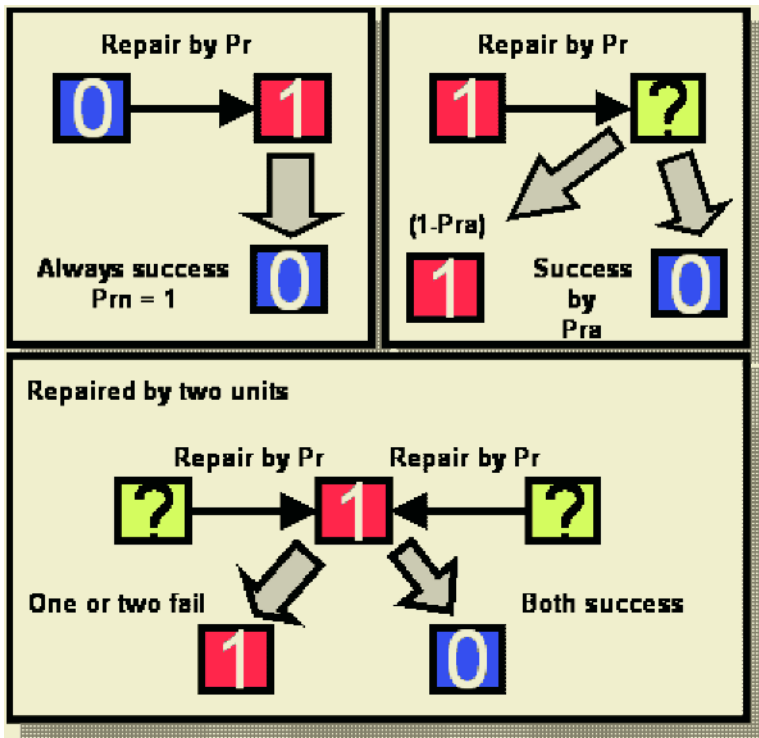 Repair by Pr
0 1
Always success
Prn = 1
0
Repair by Pr
1 ?
(1-Pra)
1
Success
by
Pra
0
Repaired by two units
Repair by Pr Repair by Pr
? 1 ?
One or two fail Both success
1 0